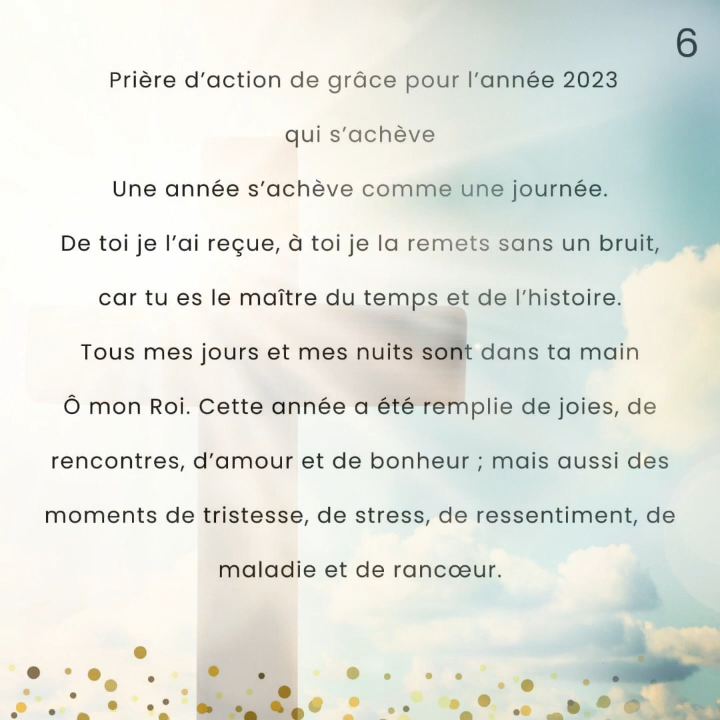 6
Prière d’action de grâce pour l’année 2023
qui s’achève
Une année s’achève comme une journée.
De toi je l’ai reçue, à toi je la remets sans un bruit,
car tu es le maître du temps et de l’histoire.
Tous mes jours et mes nuits sont dans ta main
Ô mon Roi. Cette année a été remplie de joies, de
rencontres, d’amour et de bonheur ; mais aussi des
moments de tristesse, de stress, de ressentiment, de
maladie et de rancœur.